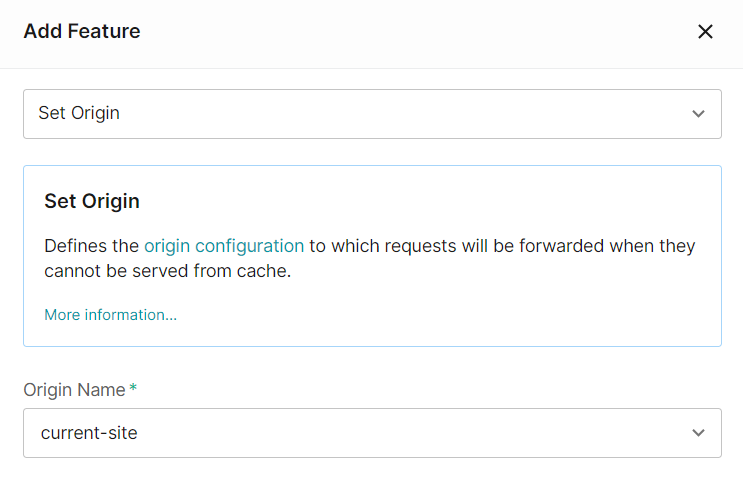 Add Feature
Set Origin
Set Origin
Defines the origin configuration to which requests will be forwarded when they
cannot be served from cache.
More information...
Origin Name*
current-site